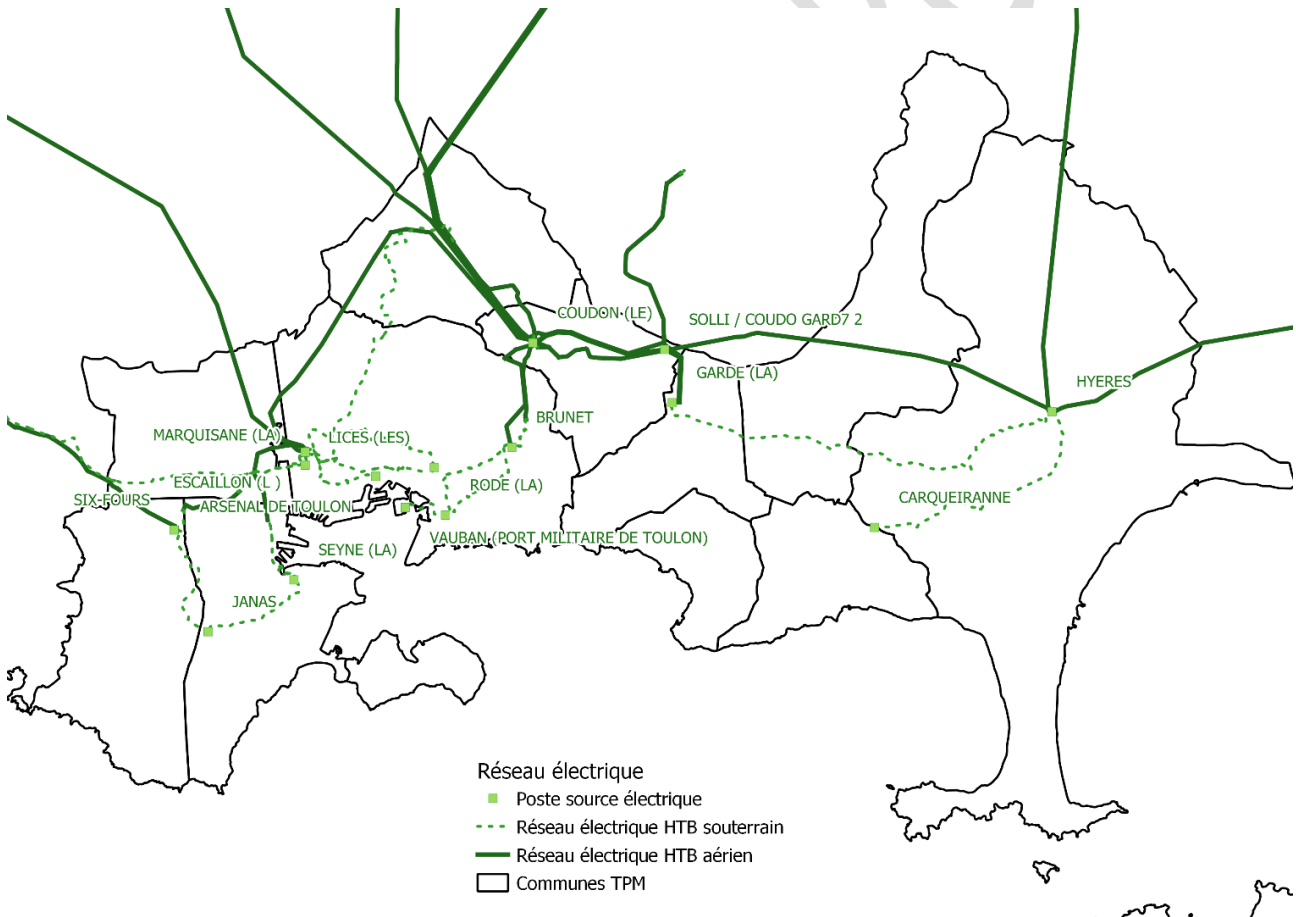 COUDON (LE)
SOLLI / COUDO GARD7 2
GARDE (LA)
HYERES
BRUNET
MARQUISANE (LA)
LICES (LES)
ESCAILLON (L )
RODE (LA)
SIX-FOURS
ARSENAL DE TOULON
CARQUEIRANNE
VAUBAN (PORT MILITAIRE DE TOULON)
SEYNE (LA)
JANAS
Réseau électrique
Poste source électrique
Réseau électrique HTB souterrain
Réseau électrique HTB aérien
Communes TPM